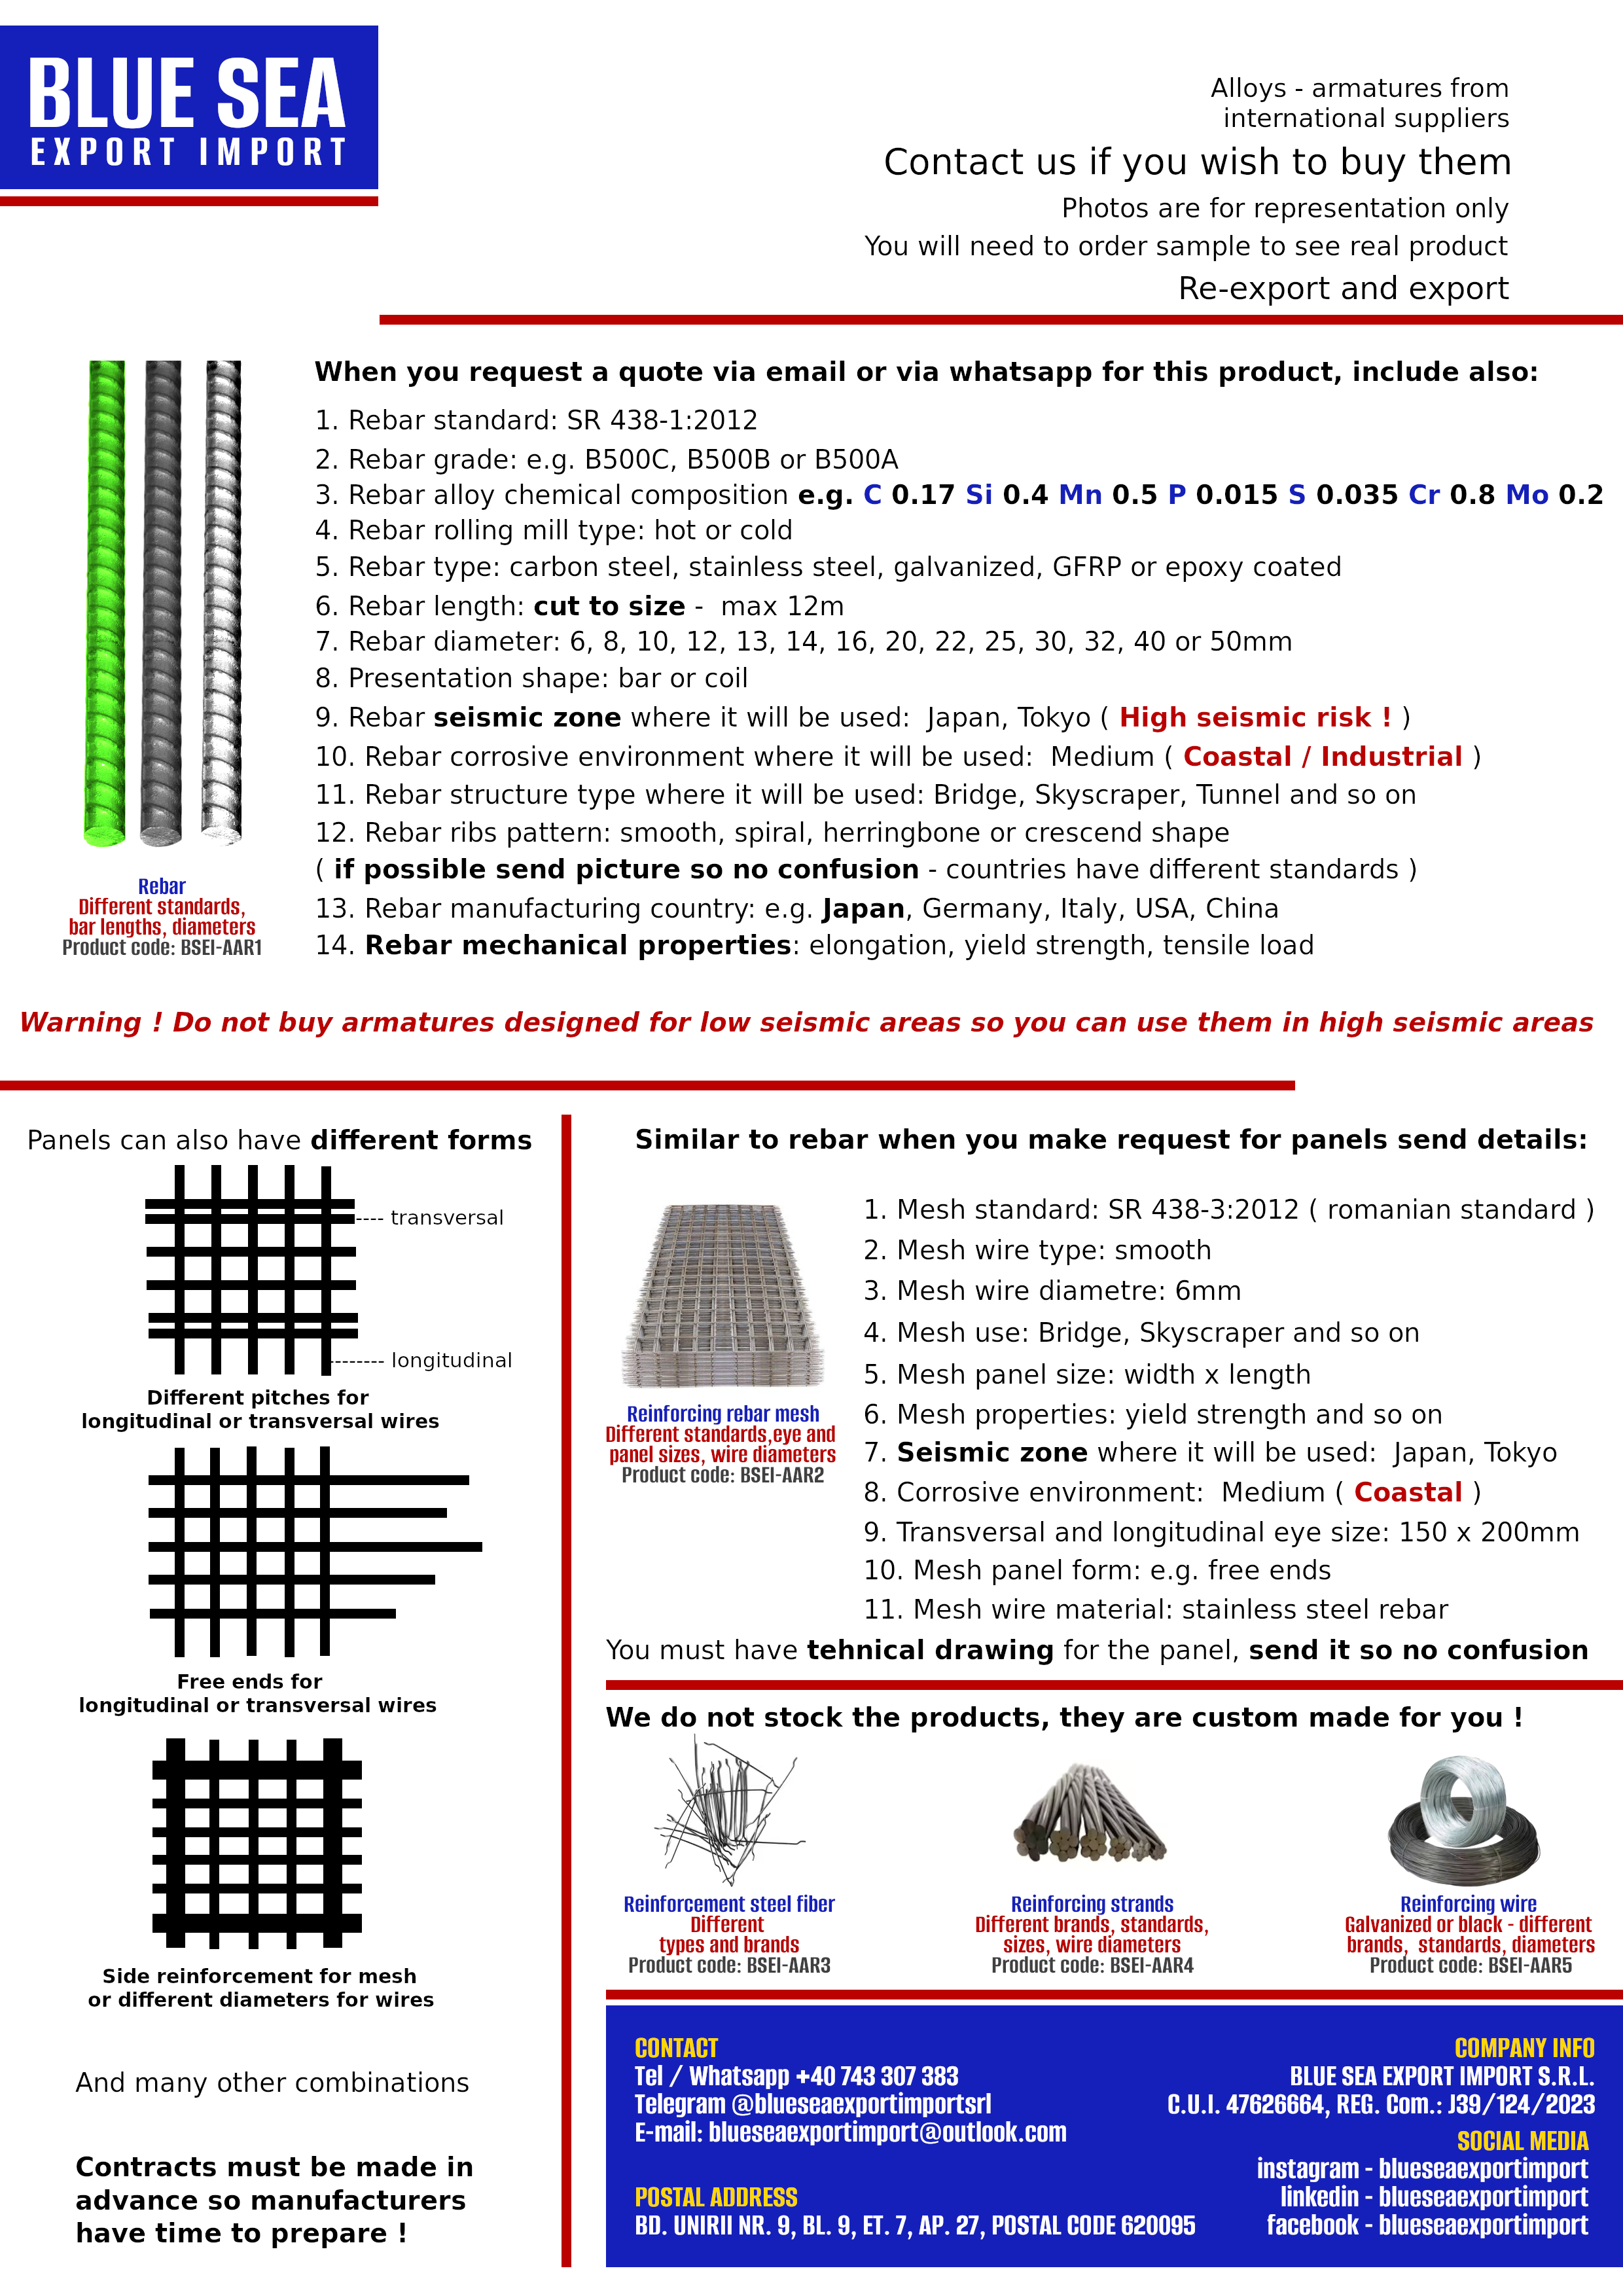 BLUE SEA
EXPORT IMPORT
Alloys - armatures from
international suppliers
Contact us if you wish to buy them
Photos are for representation only
You will need to order sample to see real product
Re-export and export
When you request a quote via email or via whatsapp for this product, include also:
1. Rebar standard: SR 438-1:2012
2. Rebar grade: e.g. B500C, B500B or B500A
3. Rebar alloy chemical composition e.g. C 0.17 Si 0.4 Mn 0.5 P 0.015 S 0.035 Cr 0.8 Mo 0.2
4. Rebar rolling mill type: hot or cold
5. Rebar type: carbon steel, stainless steel, galvanized, GFRP or epoxy coated
6. Rebar length: cut to size - max 12m
7. Rebar diameter: 6, 8, 10, 12, 13, 14, 16, 20, 22, 25, 30, 32, 40 or 50mm
8. Presentation shape: bar or coil
9. Rebar seismic zone where it will be used: Japan, Tokyo ( High seismic risk ! )
10. Rebar corrosive environment where it will be used: Medium ( Coastal / Industrial )
11. Rebar structure type where it will be used: Bridge, Skyscraper, Tunnel and so on
12. Rebar ribs pattern: smooth, spiral, herringbone or crescend shape
( if possible send picture so no confusion - countries have different standards )
13. Rebar manufacturing country: e.g. Japan, Germany, Italy, USA, China
14. Rebar mechanical properties: elongation, yield strength, tensile load
Rebar
Different standards,
bar lengths, diameters
Product code: BSEI-AAR1
Warning ! Do not buy armatures designed for low seismic areas so you can use them in high seismic areas
Panels can also have different forms
---- transversal
-------- longitudinal
Different pitches for
longitudinal or transversal wires
Free ends for
longitudinal or transversal wires
Side reinforcement for mesh
or different diameters for wires
And many other combinations
Contracts must be made in
advance so manufacturers
have time to prepare !
Similar to rebar when you make request for panels send details:
1. Mesh standard: SR 438-3:2012 ( romanian standard )
2. Mesh wire type: smooth
3. Mesh wire diametre: 6mm
4. Mesh use: Bridge, Skyscraper and so on
5. Mesh panel size: width x length
6. Mesh properties: yield strength and so on
7. Seismic zone where it will be used: Japan, Tokyo
8. Corrosive environment: Medium ( Coastal )
9. Transversal and longitudinal eye size: 150 x 200mm
10. Mesh panel form: e.g. free ends
11. Mesh wire material: stainless steel rebar
Reinforcing rebar mesh
Different standards,eye and
panel sizes, wire diameters
Product code: BSEI-AAR2
You must have tehnical drawing for the panel, send it so no confusion
We do not stock the products, they are custom made for you !
Reinforcement steel fiber
Different
types and brands
Product code: BSEI-AAR3
Reinforcing strands
Different brands, standards,
sizes, wire diameters
Product code: BSEI-AAR4
Reinforcing wire
Galvanized or black - different
brands, standards, diameters
Product code: BSEI-AAR5
CONTACT
Tel / Whatsapp +40 743 307 383
Telegram @blueseaexportimportsrl
E-mail: blueseaexportimport@outlook.com
POSTAL ADDRESS
BD. UNIRII NR. 9, BL. 9, ET. 7, AP. 27, POSTAL CODE 620095
COMPANY INFO
BLUE SEA EXPORT IMPORT S.R.L.
C.U.I. 47626664, REG. Com.: J39/124/2023
SOCIAL MEDIA
instagram - blueseaexportimport
linkedin - blueseaexportimport
facebook - blueseaexportimport